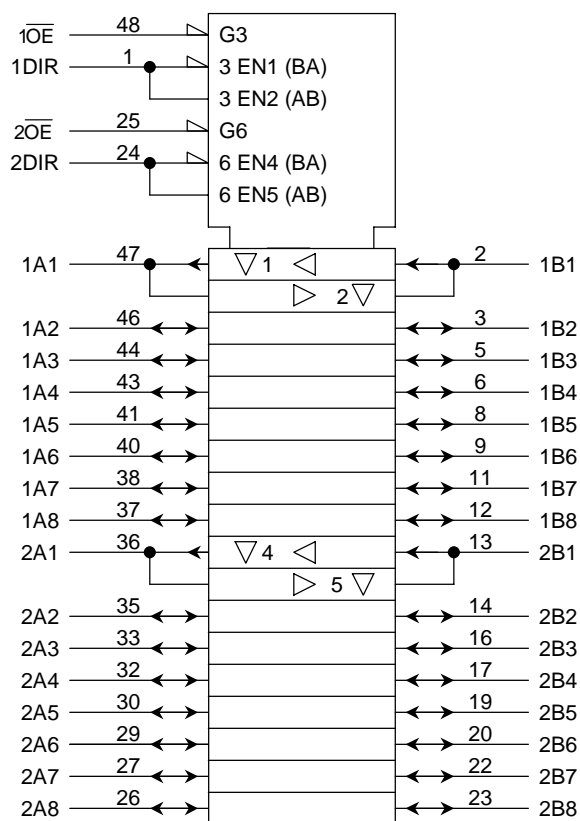 1O̅E̅ 48 G3
1DIR 1 3 EN1 (BA)
3 EN2 (AB)
2O̅E̅ 25 G6
2DIR 24 6 EN4 (BA)
6 EN5 (AB)
1A1 47 1 2 1B1
2
1A2 46 3 1B2
1A3 44 5 1B3
1A4 43 6 1B4
1A5 41 8 1B5
1A6 40 9 1B6
1A7 38 11 1B7
1A8 37 12 1B8
2A1 36 4 13 2B1
5
2A2 35 14 2B2
2A3 33 16 2B3
2A4 32 17 2B4
2A5 30 19 2B5
2A6 29 20 2B6
2A7 27 22 2B7
2A8 26 23 2B8